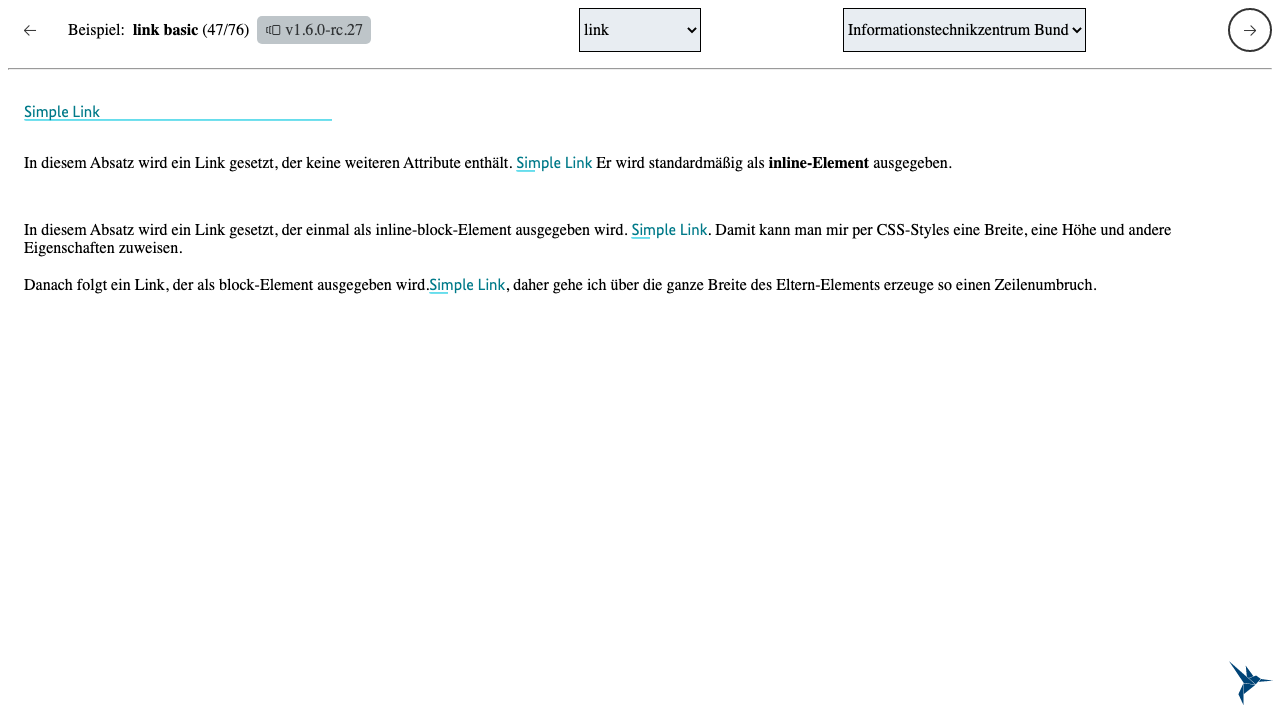 ← Beispiel: link basic (47/76) v1.6.0-rc.27 link Informationstechnikzentrum Bund →
Simple Link
In diesem Absatz wird ein Link gesetzt, der keine weiteren Attribute enthält. Simple Link Er wird standardmäßig als inline-Element ausgegeben.
In diesem Absatz wird ein Link gesetzt, der einmal als inline-block-Element ausgegeben wird. Simple Link. Damit kann man mir per CSS-Styles eine Breite, eine Höhe und andere
Eigenschaften zuweisen.
Danach folgt ein Link, der als block-Element ausgegeben wird.Simple Link, daher gehe ich über die ganze Breite des Eltern-Elements erzeuge so einen Zeilenumbruch.